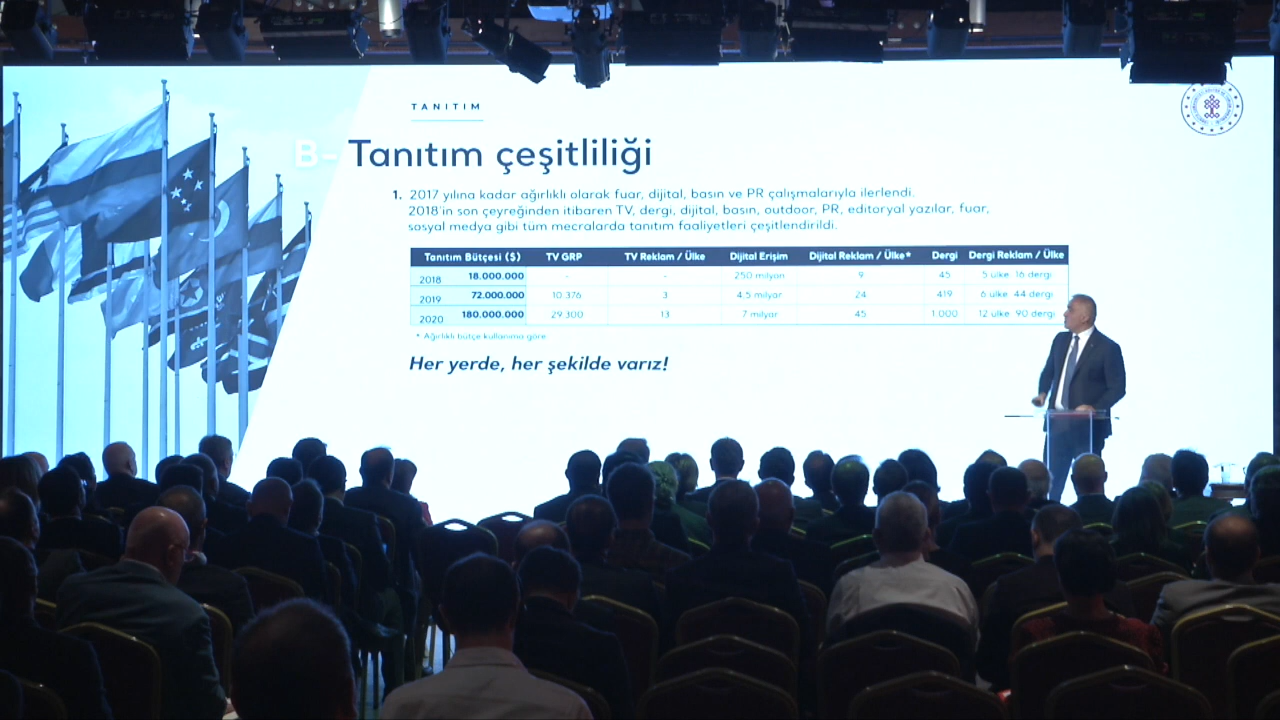 TANITIM
B- Tanıtım çeşitliliği
1. 2017 yılına kadar ağırlıklı olarak fuar, dijital, basın ve PR çalışmalarıyla ilerlendi.
2018'in son çeyreğinden itibaren TV, dergi, dijital, basın, outdoor, PR, editoryal yazılar, fuar,
sosyal medya gibi tüm mecralarda tanıtım faaliyetleri çeşitlendirildi.
Tanıtım Bütçesi ($) TV GRP TV Reklam / Ülke Dijital Erişim Dijital Reklam / Ülke* Dergi Dergi Reklam / Ülke
2018 18.000.000 - - 250 milyon 9 45 5 ülke 16 dergi
2019 72.000.000 10.376 3 4,5 milyar 24 419 6 ülke 44 dergi
2020 180.000.000 29.300 13 7 milyar 45 1.000 12 ülke 90 dergi
* Ağırlıklı bütçe kullanımına göre.
Her yerde, her şekilde varız!